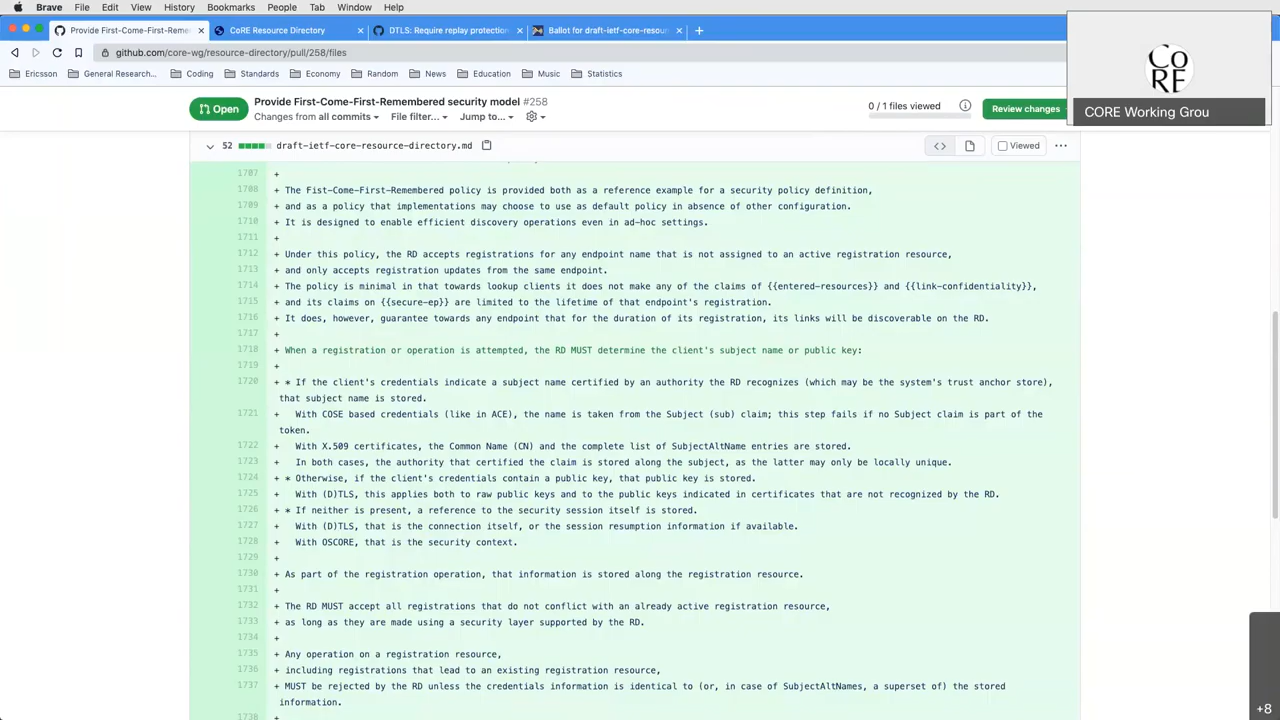 Brave File Edit View History Bookmarks People Tab Window Help
Provide First-Come-First-Reme
CoRE Resource Directory
DTLS: Require replay protection
Ballot for draft-ietf-core-resou
github.com/core-wg/resource-directory/pull/258/files
Ericsson General Research... Coding Standards Economy Random News Education Music Statistics
CORE
CORE Working Grou
Open
Provide First-Come-First-Remembered security model #258
Changes from all commits File filter... Jump to...
0 / 1 files viewed
Review changes
52 draft-ietf-core-resource-directory.md
Viewed
1707 +
1708 + The Fist-Come-First-Remembered policy is provided both as a reference example for a security policy definition,
1709 + and as a policy that implementations may choose to use as default policy in absence of other configuration.
1710 + It is designed to enable efficient discovery operations even in ad-hoc settings.
1711 +
1712 + Under this policy, the RD accepts registrations for any endpoint name that is not assigned to an active registration resource,
1713 + and only accepts registration updates from the same endpoint.
1714 + The policy is minimal in that towards lookup clients it does not make any of the claims of {{entered-resources}} and {{link-confidentiality}},
1715 + and its claims on {{secure-ep}} are limited to the lifetime of that endpoint's registration.
1716 + It does, however, guarantee towards any endpoint that for the duration of its registration, its links will be discoverable on the RD.
1717 +
1718 + When a registration or operation is attempted, the RD MUST determine the client's subject name or public key:
1719 +
1720 + * If the client's credentials indicate a subject name certified by an authority the RD recognizes (which may be the system's trust anchor store),
that subject name is stored.
1721 + With COSE based credentials (like in ACE), the name is taken from the Subject (sub) claim; this step fails if no Subject claim is part of the
token.
1722 + With X.509 certificates, the Common Name (CN) and the complete list of SubjectAltName entries are stored.
1723 + In both cases, the authority that certified the claim is stored along the subject, as the latter may only be locally unique.
1724 + * Otherwise, if the client's credentials contain a public key, that public key is stored.
1725 + With (D)TLS, this applies both to raw public keys and to the public keys indicated in certificates that are not recognized by the RD.
1726 + * If neither is present, a reference to the security session itself is stored.
1727 + With (D)TLS, that is the connection itself, or the session resumption information if available.
1728 + With OSCORE, that is the security context.
1729 +
1730 + As part of the registration operation, that information is stored along the registration resource.
1731 +
1732 + The RD MUST accept all registrations that do not conflict with an already active registration resource,
1733 + as long as they are made using a security layer supported by the RD.
1734 +
1735 + Any operation on a registration resource,
1736 + including registrations that lead to an existing registration resource,
1737 + MUST be rejected by the RD unless the credentials information is identical to (or, in case of SubjectAltNames, a superset of) the stored
information.
1738 +
+8